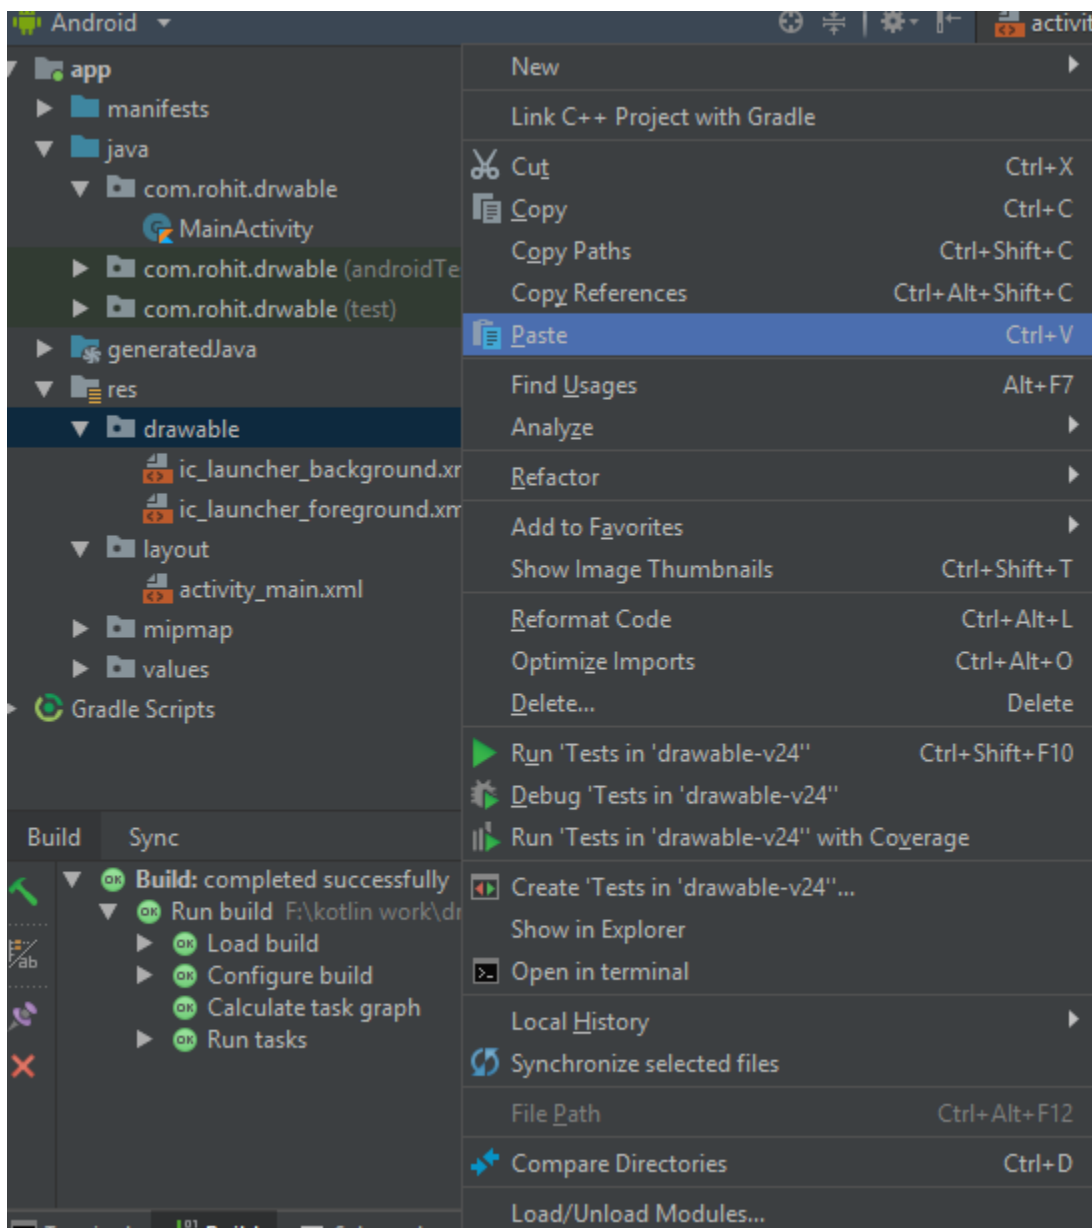 Android
activit
app
manifests
java
com.rohit.drwable
MainActivity
com.rohit.drwable (androidTe
com.rohit.drwable (test)
generatedJava
res
drawable
ic_launcher_background.xr
ic_launcher_foreground.xm
layout
activity_main.xml
mipmap
values
Gradle Scripts
New
Link C++ Project with Gradle
Cut Ctrl+X
Copy Ctrl+C
Copy Paths Ctrl+Shift+C
Copy References Ctrl+Alt+Shift+C
Paste Ctrl+V
Find Usages Alt+F7
Analyze
Refactor
Add to Favorites
Show Image Thumbnails Ctrl+Shift+T
Reformat Code Ctrl+Alt+L
Optimize Imports Ctrl+Alt+O
Delete... Delete
Run 'Tests in 'drawable-v24'' Ctrl+Shift+F10
Debug 'Tests in 'drawable-v24''
Run 'Tests in 'drawable-v24'' with Coverage
Create 'Tests in 'drawable-v24''...
Show in Explorer
Open in terminal
Local History
Synchronize selected files
File Path Ctrl+Alt+F12
Compare Directories Ctrl+D
Load/Unload Modules...
Build Sync
Build: completed successfully
Run build F:\kotlin work\dr
Load build
Configure build
Calculate task graph
Run tasks